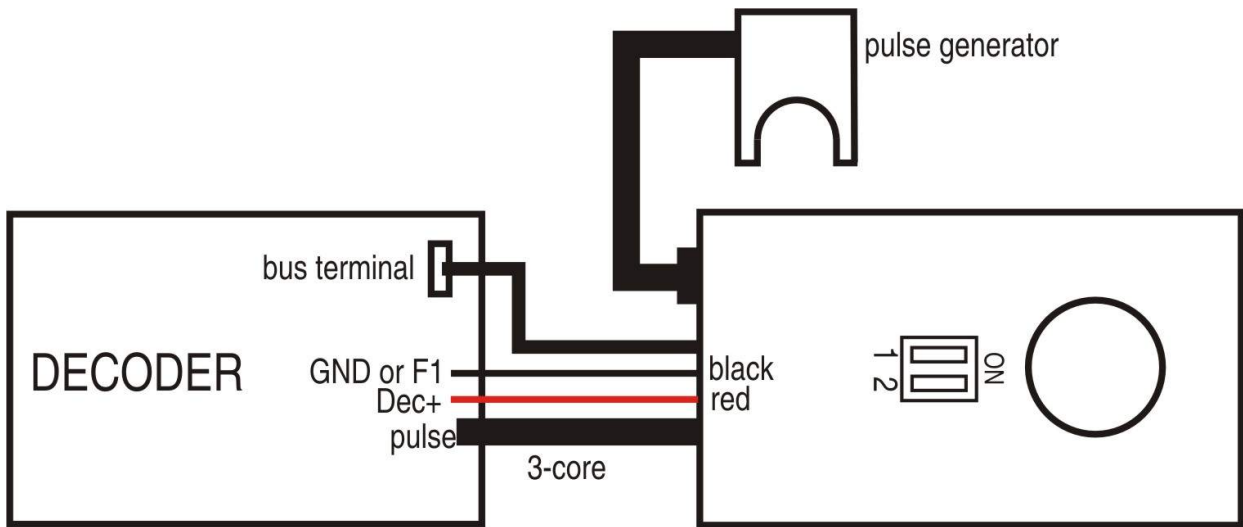 pulse generator
bus terminal
DECODER
GND or F1
black
Dec+
red
pulse
3-core
1 2
ON